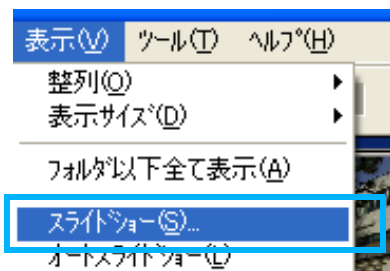 表示(V) ツール(T) ヘルプ(H)
整列(O)
表示サイズ(D)
フォルダ以下全て表示(A)
スライドショー(S)...
オートスライドショー(L)